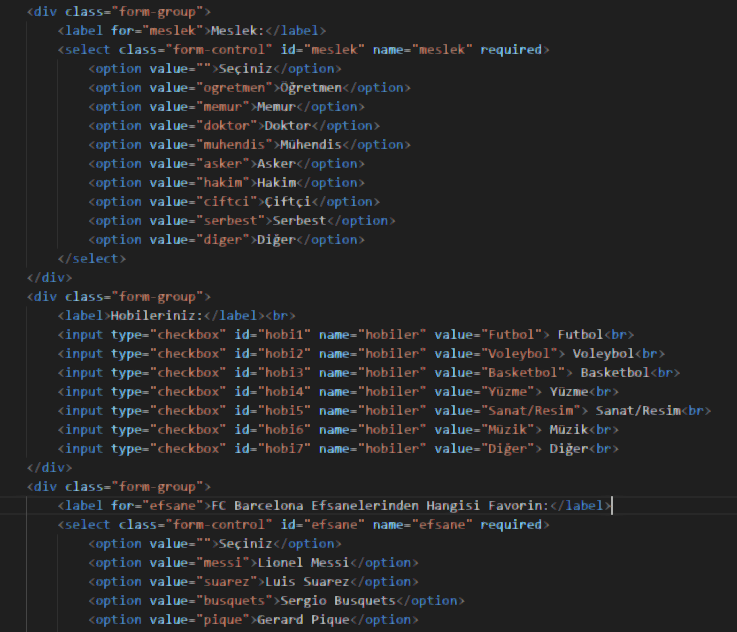 <div class="form-group">
<label for="meslek">Meslek:</label>
<select class="form-control" id="meslek" name="meslek" required>
<option value="">Seçiniz</option>
<option value="ogretmen">Öğretmen</option>
<option value="memur">Memur</option>
<option value="doktor">Doktor</option>
<option value="muhendis">Mühendis</option>
<option value="asker">Asker</option>
<option value="hakim">Hakim</option>
<option value="ciftci">Çiftçi</option>
<option value="serbest">Serbest</option>
<option value="diger">Diğer</option>
</select>
</div>
<div class="form-group">
<label>Hobileriniz:</label><br>
<input type="checkbox" id="hobi1" name="hobiler" value="Futbol"> Futbol<br>
<input type="checkbox" id="hobi2" name="hobiler" value="Voleybol"> Voleybol<br>
<input type="checkbox" id="hobi3" name="hobiler" value="Basketbol"> Basketbol<br>
<input type="checkbox" id="hobi4" name="hobiler" value="Yüzme"> Yüzme<br>
<input type="checkbox" id="hobi5" name="hobiler" value="Sanat/Resim"> Sanat/Resim<br>
<input type="checkbox" id="hobi6" name="hobiler" value="Müzik"> Müzik<br>
<input type="checkbox" id="hobi7" name="hobiler" value="Diğer"> Diğer<br>
</div>
<div class="form-group">
<label for="efsane">FC Barcelona Efsanelerinden Hangisi Favorin:</label>
<select class="form-control" id="efsane" name="efsane" required>
<option value="">Seçiniz</option>
<option value="messi">Lionel Messi</option>
<option value="suarez">Luis Suarez</option>
<option value="busquets">Sergio Busquets</option>
<option value="pique">Gerard Pique</option>